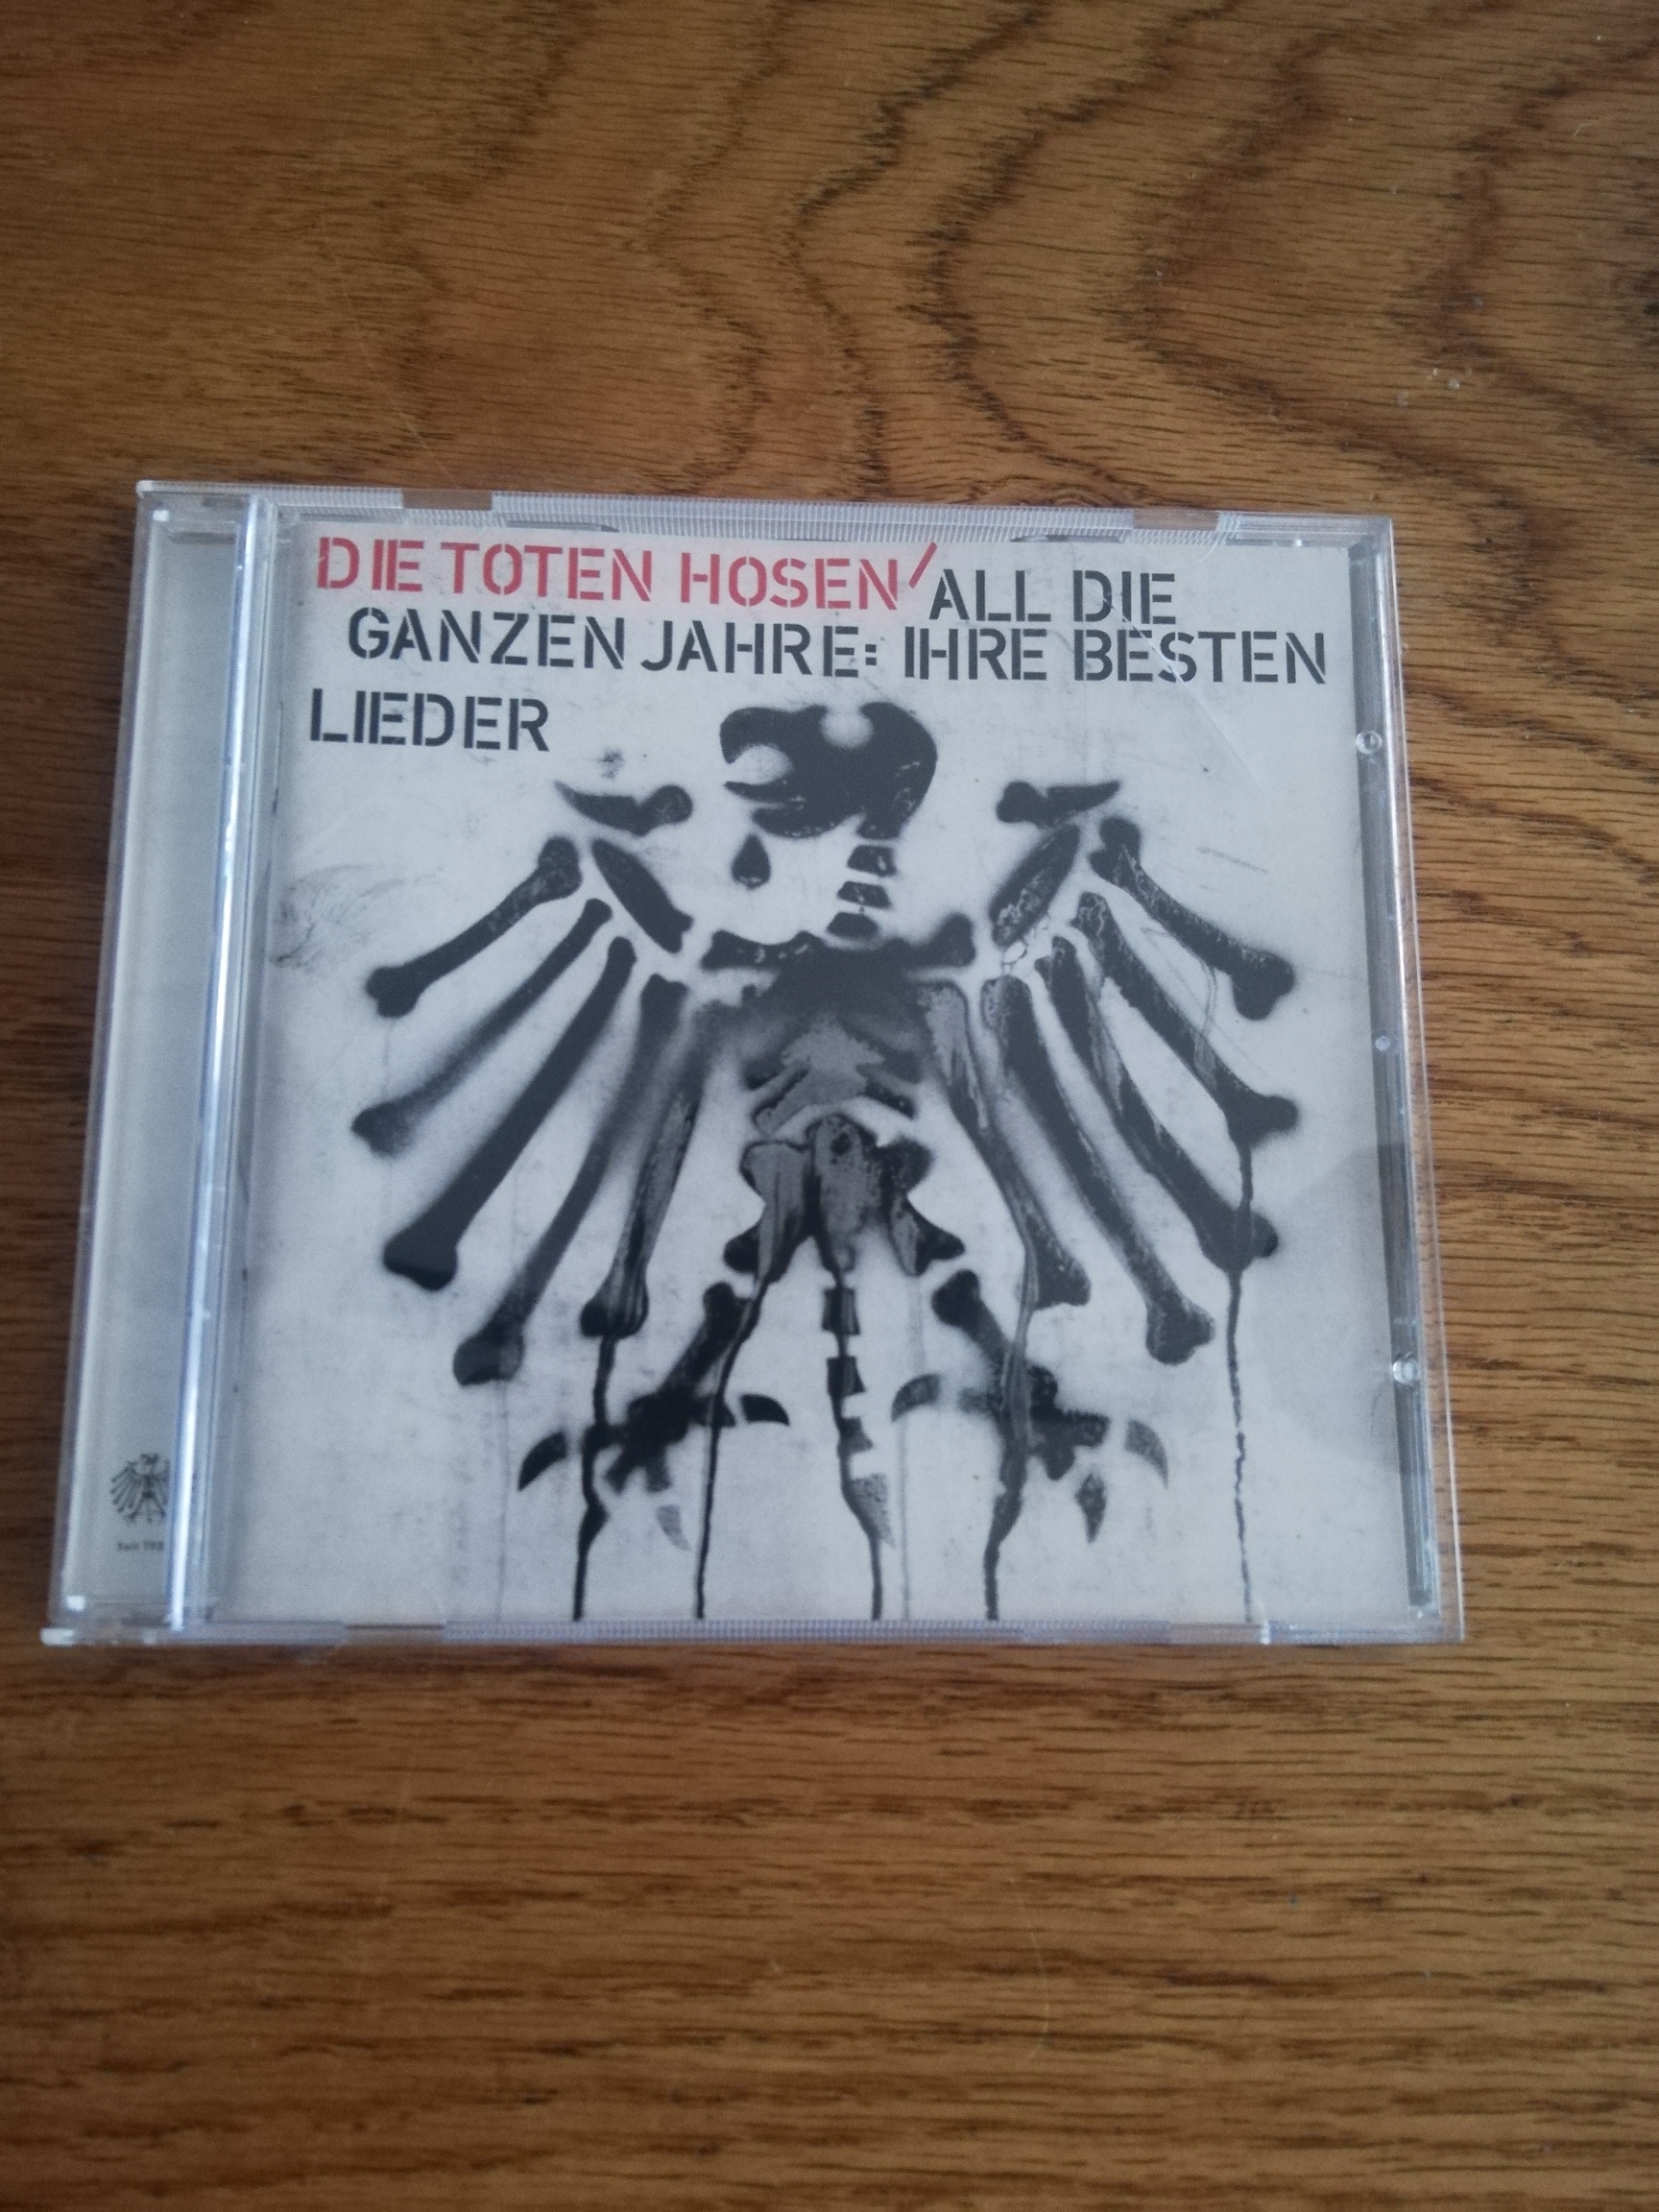 DIE TOTEN HOSEN/ALL DIE
GANZEN JAHRE: IHRE BESTEN
LIEDER